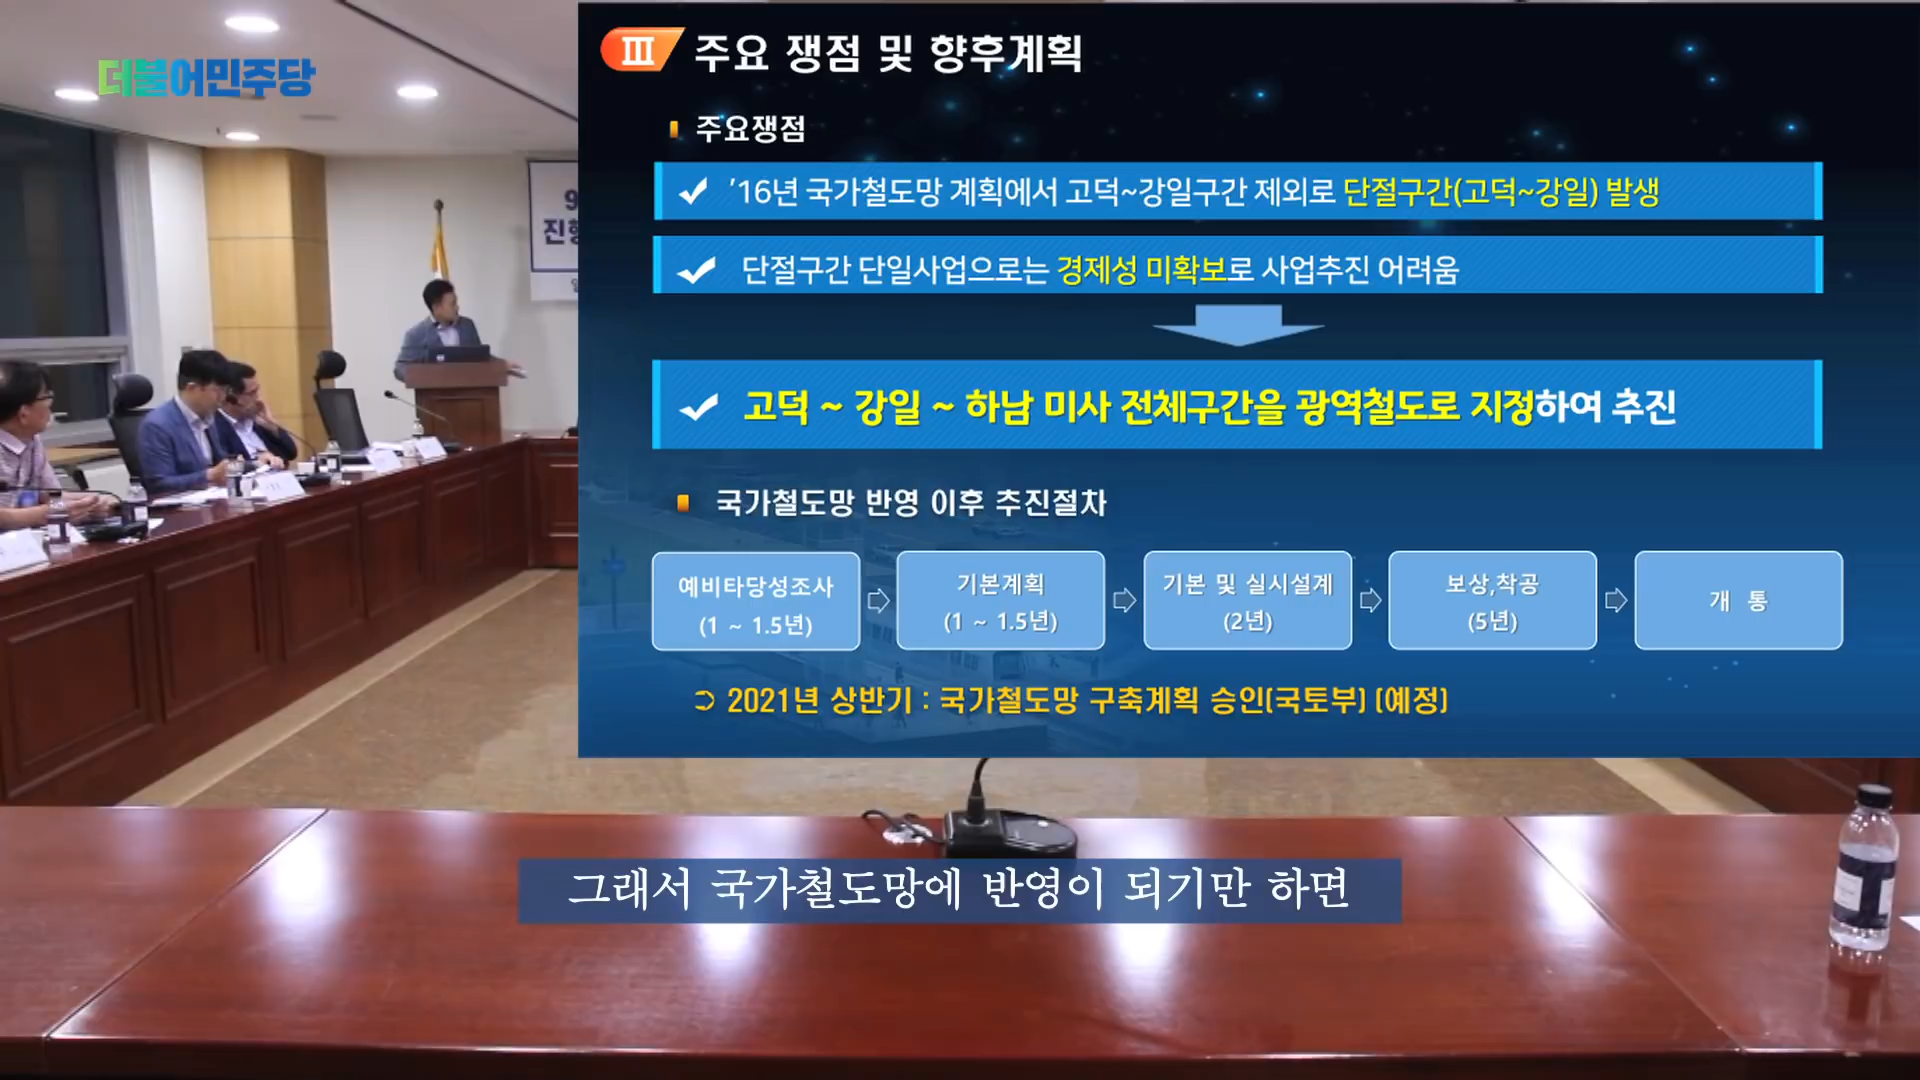 더불어민주당
Ⅲ 주요 쟁점 및 향후계획
주요쟁점
’16년 국가철도망 계획에서 고덕~강일구간 제외로 단절구간(고덕~강일) 발생
단절구간 단일사업으로는 경제성 미확보로 사업추진 어려움
고덕 ~ 강일 ~ 하남 미사 전체구간을 광역철도로 지정하여 추진
국가철도망 반영 이후 추진절차
예비타당성조사
(1 ~ 1.5년)
기본계획
(1 ~ 1.5년)
기본 및 실시설계
(2년)
보상,착공
(5년)
개 통
➲ 2021년 상반기 : 국가철도망 구축계획 승인(국토부) (예정)
9
진행
그래서 국가철도망에 반영이 되기만 하면